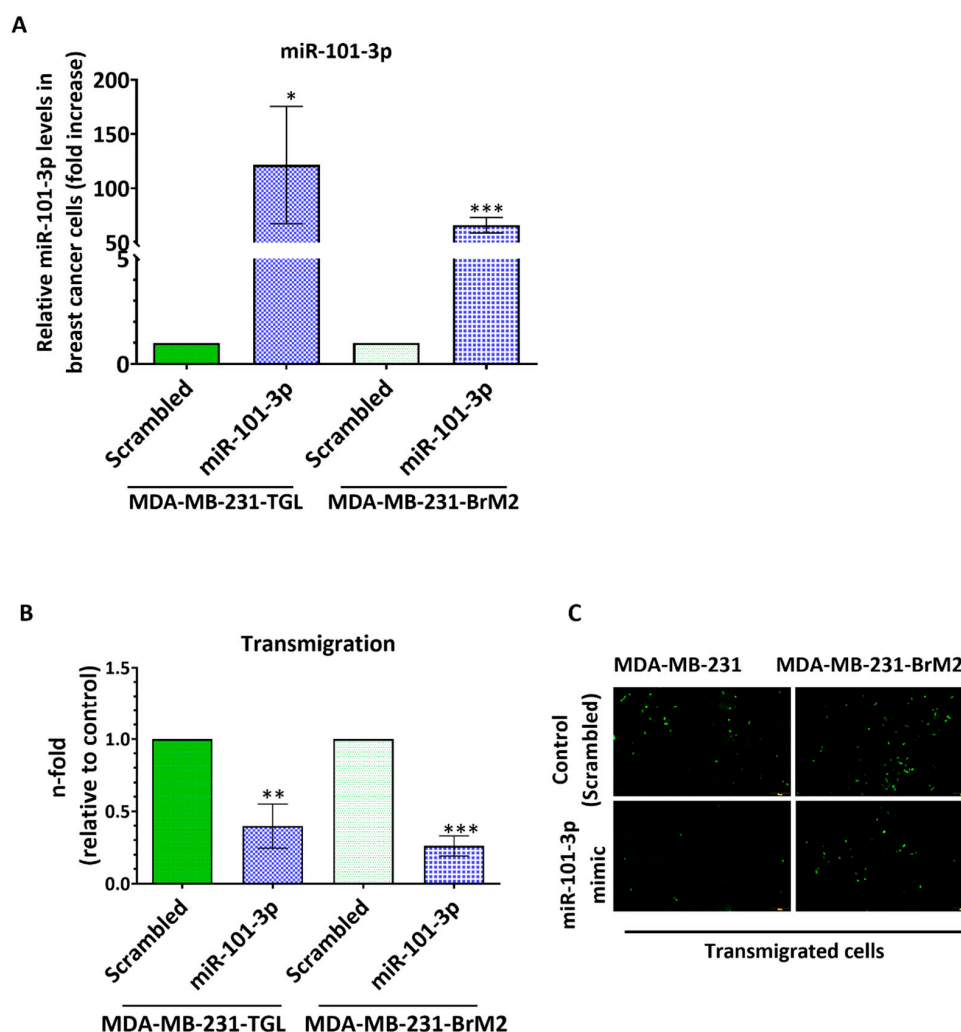 A
miR-101-3p
Relative miR-101-3p levels in
breast cancer cells (fold increase)
200
150
100
50
5
0
*
***
Scrambled
miR-101-3p
Scrambled
miR-101-3p
MDA-MB-231-TGL
MDA-MB-231-BrM2
B
Transmigration
n-fold
(relative to control)
1.5
1.0
0.5
0.0
**
***
Scrambled
miR-101-3p
Scrambled
miR-101-3p
MDA-MB-231-TGL
MDA-MB-231-BrM2
C
MDA-MB-231
MDA-MB-231-BrM2
Control
(Scrambled)
miR-101-3p
mimic
Transmigrated cells